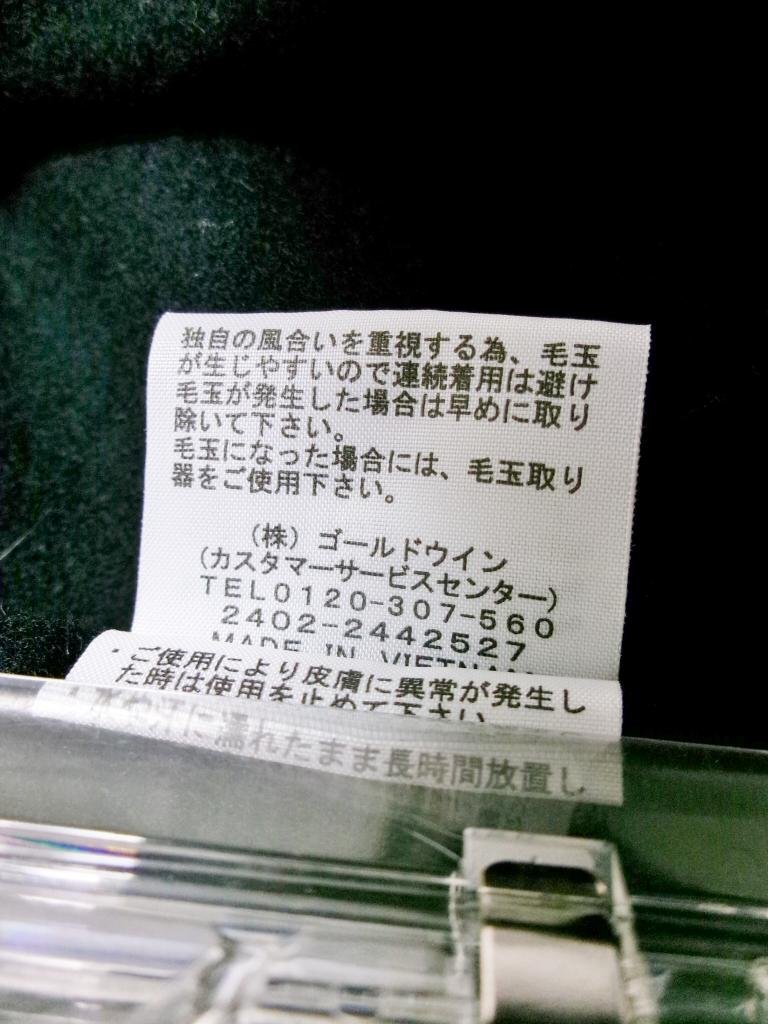 独自の風合いを重視する為、毛玉
が生じやすいので連続着用は避け
毛玉が発生した場合は早めに取り
除いて下さい。
毛玉になった場合には、毛玉取り
器をご使用下さい。
(株)ゴールドウイン
(カスタマーサービスセンター)
TEL0120-307-560
2402-2442527
MADE IN VIETNAM
・ご使用により皮膚に異常が発生し
た時は使用を止めて下さい
汗に濡れたまま長時間放置し